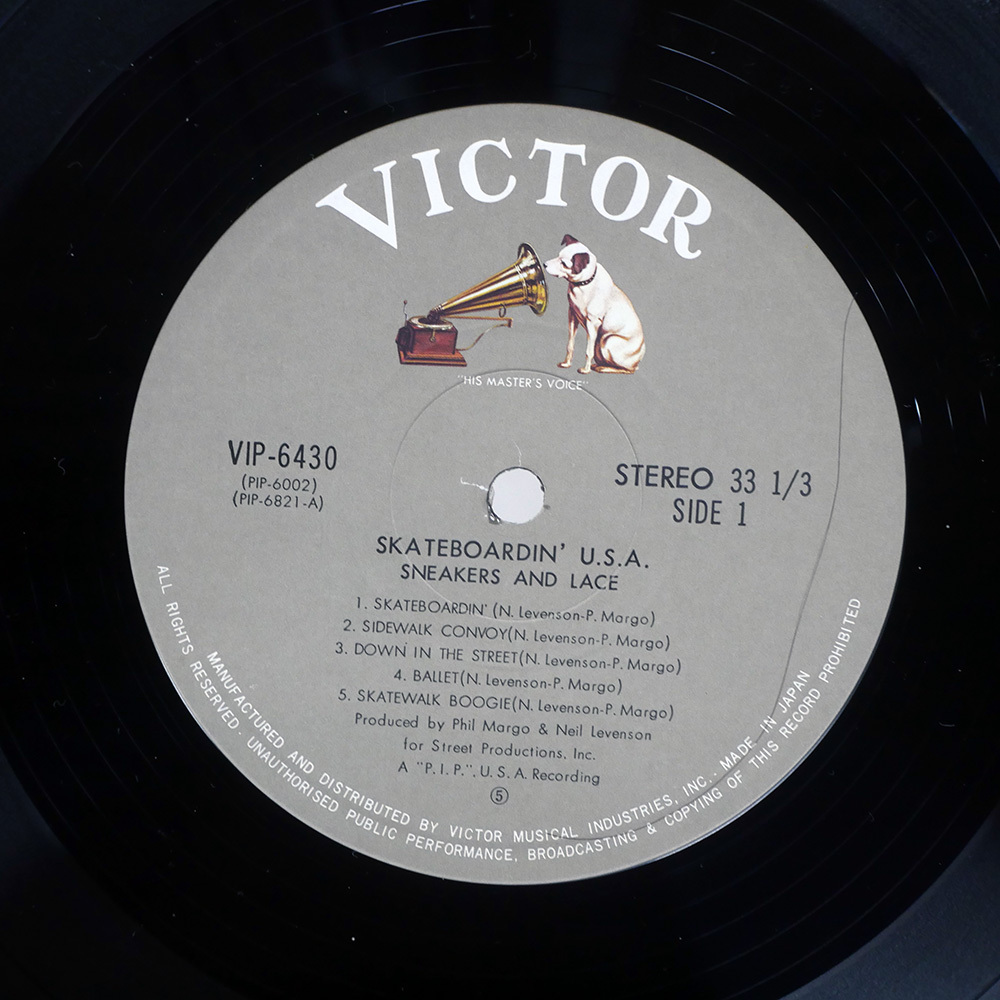 VICTOR
"HIS MASTER'S VOICE"
VIP-6430
(PIP-6002)
(PIP-6821-A)
STEREO 33 1/3
SIDE 1
SKATEBOARDIN' U.S.A.
SNEAKERS AND LACE
1. SKATEBOARDIN' (N. Levenson-P. Margo)
2. SIDEWALK CONVOY(N. Levenson-P. Margo)
3. DOWN IN THE STREET(N. Levenson-P. Margo)
4. BALLET(N. Levenson-P. Margo)
5. SKATEWALK BOOGIE(N. Levenson-P. Margo)
Produced by Phil Margo & Neil Levenson
for Street Productions, Inc.
A "P. I. P.". U. S. A. Recording
⑤
MANUFACTURED AND DISTRIBUTED BY VICTOR MUSICAL INDUSTRIES, INC.. MADE IN JAPAN
ALL RIGHTS RESERVED. UNAUTHORISED PUBLIC PERFORMANCE, BROADCASTING & COPYING OF THIS RECORD PROHIBITED